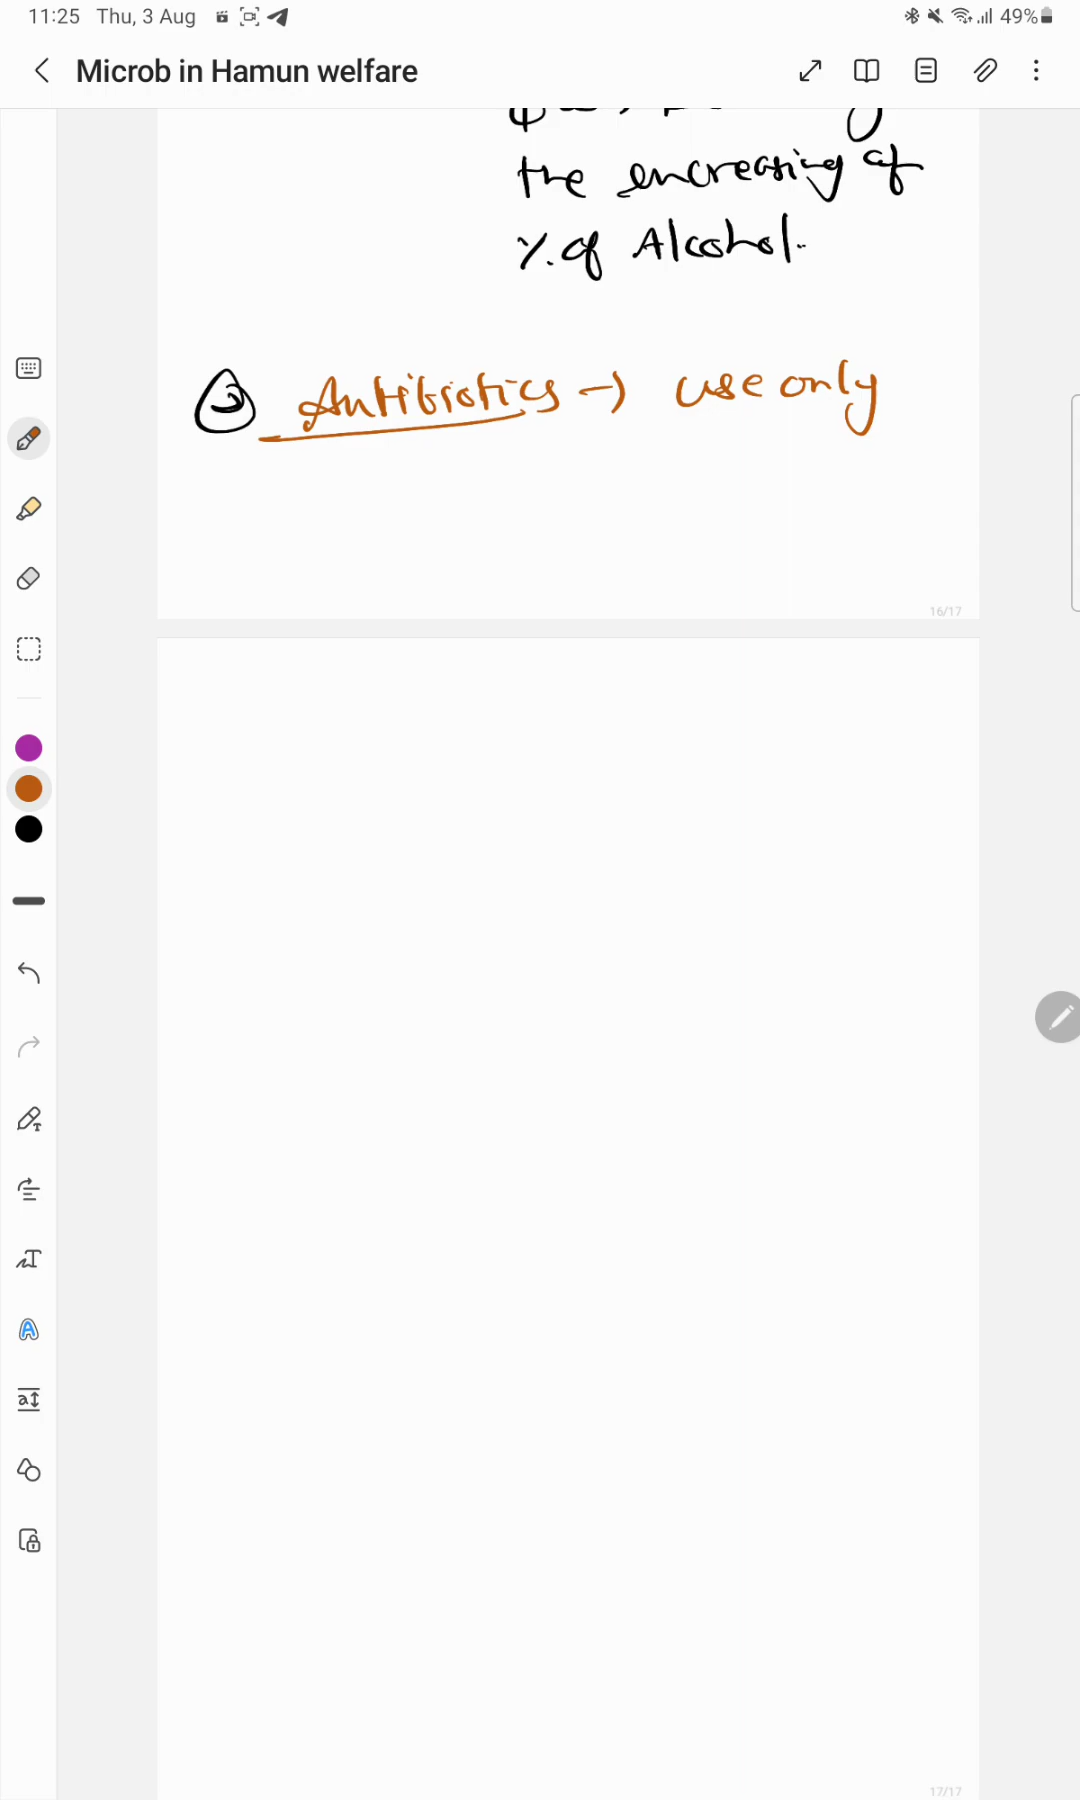 11:25 Thu, 3 Aug 49%
Microb in Hamun welfare
the encreasing of
%. of Alcohol.
Antibiotics → use only
16/17
17/17